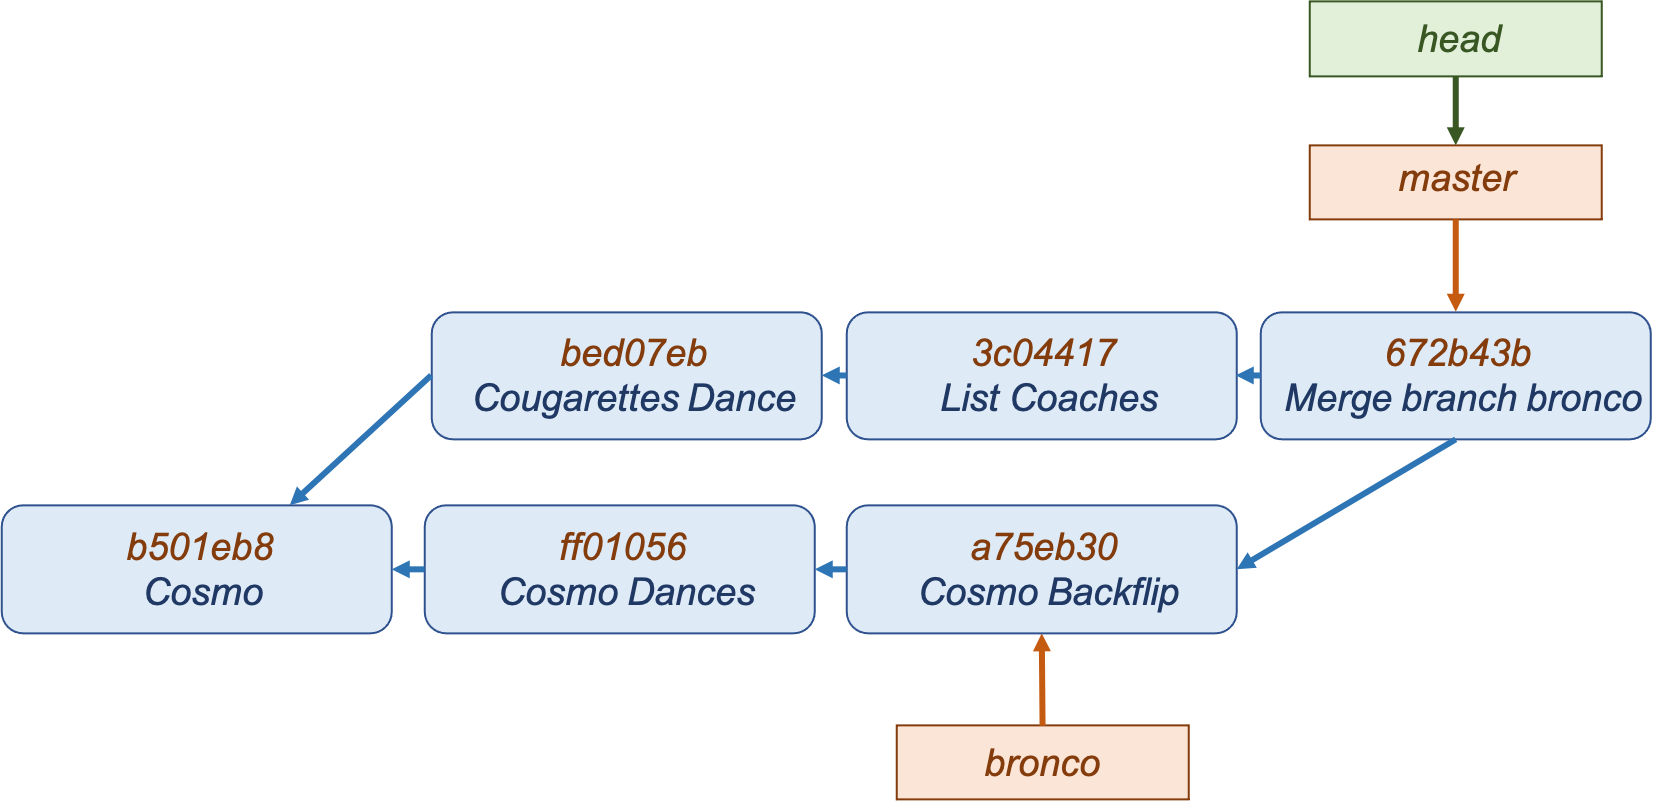 head
master
bed07eb
Cougarettes Dance
3c04417
List Coaches
672b43b
Merge branch bronco
b501eb8
Cosmo
ff01056
Cosmo Dances
a75eb30
Cosmo Backflip
bronco